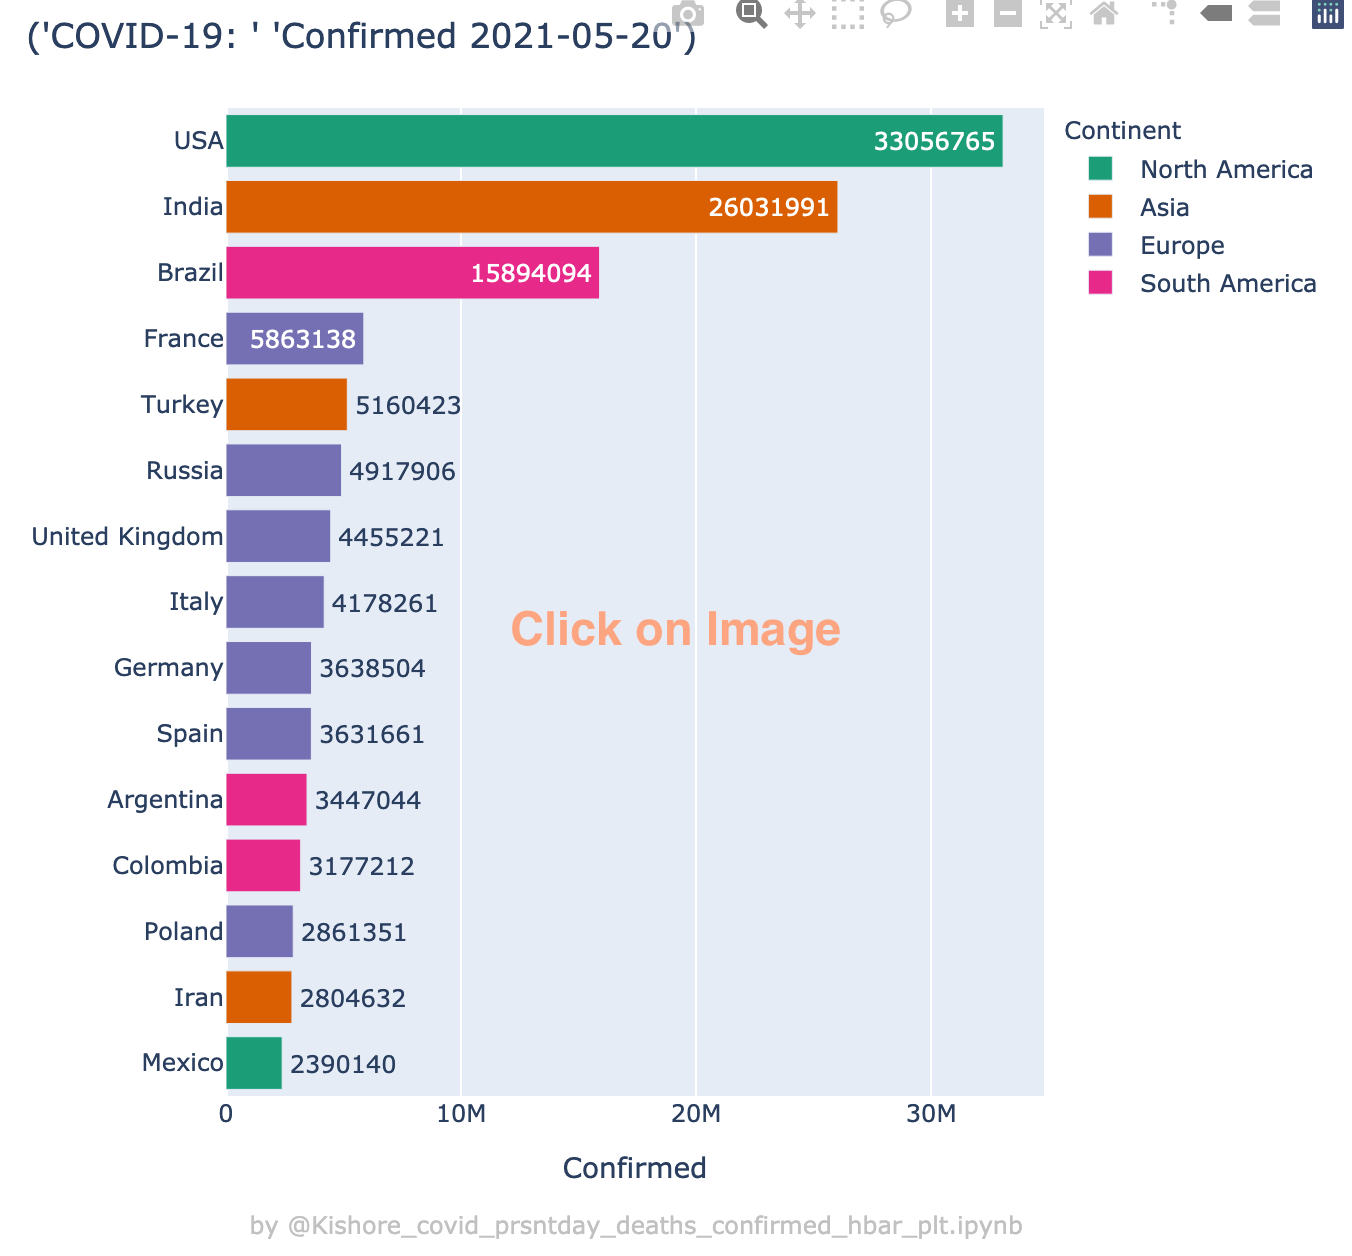 ('COVID-19: ' 'Confirmed 2021-05-20')
Continent
North America
Asia
Europe
South America
USA 33056765
India 26031991
Brazil 15894094
France 5863138
Turkey 5160423
Russia 4917906
United Kingdom 4455221
Italy 4178261
Click on Image
Germany 3638504
Spain 3631661
Argentina 3447044
Colombia 3177212
Poland 2861351
Iran 2804632
Mexico 2390140
0 10M 20M 30M
Confirmed
by @Kishore_covid_prsntday_deaths_confirmed_hbar_plt.ipynb